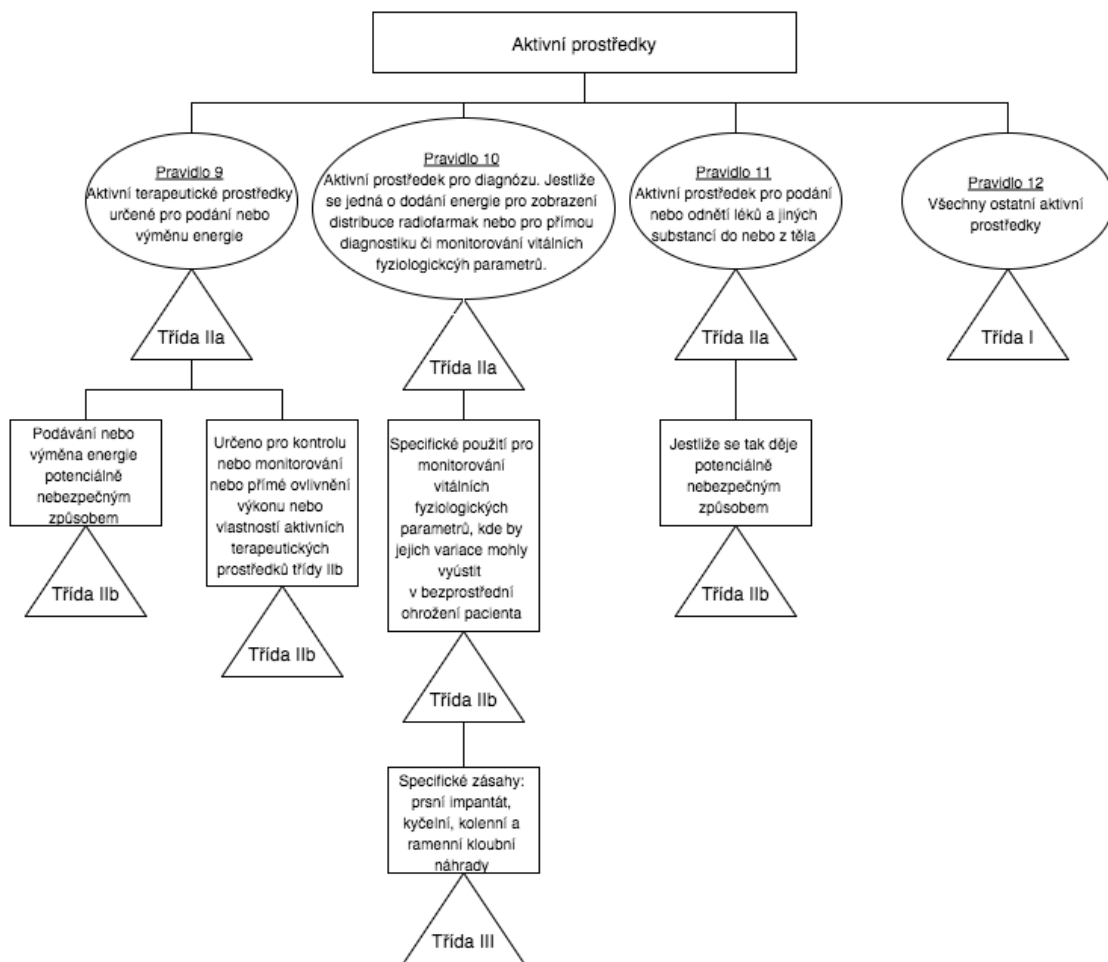 Aktivní prostředky
Pravidlo 9
Aktivní terapeutické prostředky
určené pro podání nebo
výměnu energie
Pravidlo 10
Aktivní prostředek pro diagnózu. Jestliže
se jedná o dodání energie pro zobrazení
distribuce radiofarmak nebo pro přímou
diagnostiku či monitorování vitálních
fyziologickcýh parametrů.
Pravidlo 11
Aktivní prostředek pro podání
nebo odnětí léků a jiných
substancí do nebo z těla
Pravidlo 12
Všechny ostatní aktivní
prostředky
Třída IIa
Třída IIa
Třída IIa
Třída I
Podávání nebo
výměna energie
potenciálně
nebezpečným
způsobem
Určeno pro kontrolu
nebo monitorování
nebo přímé ovlivnění
výkonu nebo
vlastností aktivních
terapeutických
prostředků třídy IIb
Specifické použití pro
monitorování
vitálních
fyziologických
parametrů, kde by
jejich variace mohly
vyústit
v bezprostřední
ohrožení pacienta
Jestliže se tak děje
potenciálně
nebezpečným
způsobem
Třída IIb
Třída IIb
Třída IIb
Třída IIb
Specifické zásahy:
prsní impantát,
kyčelní, kolenní a
ramenní kloubní
náhrady
Třída III